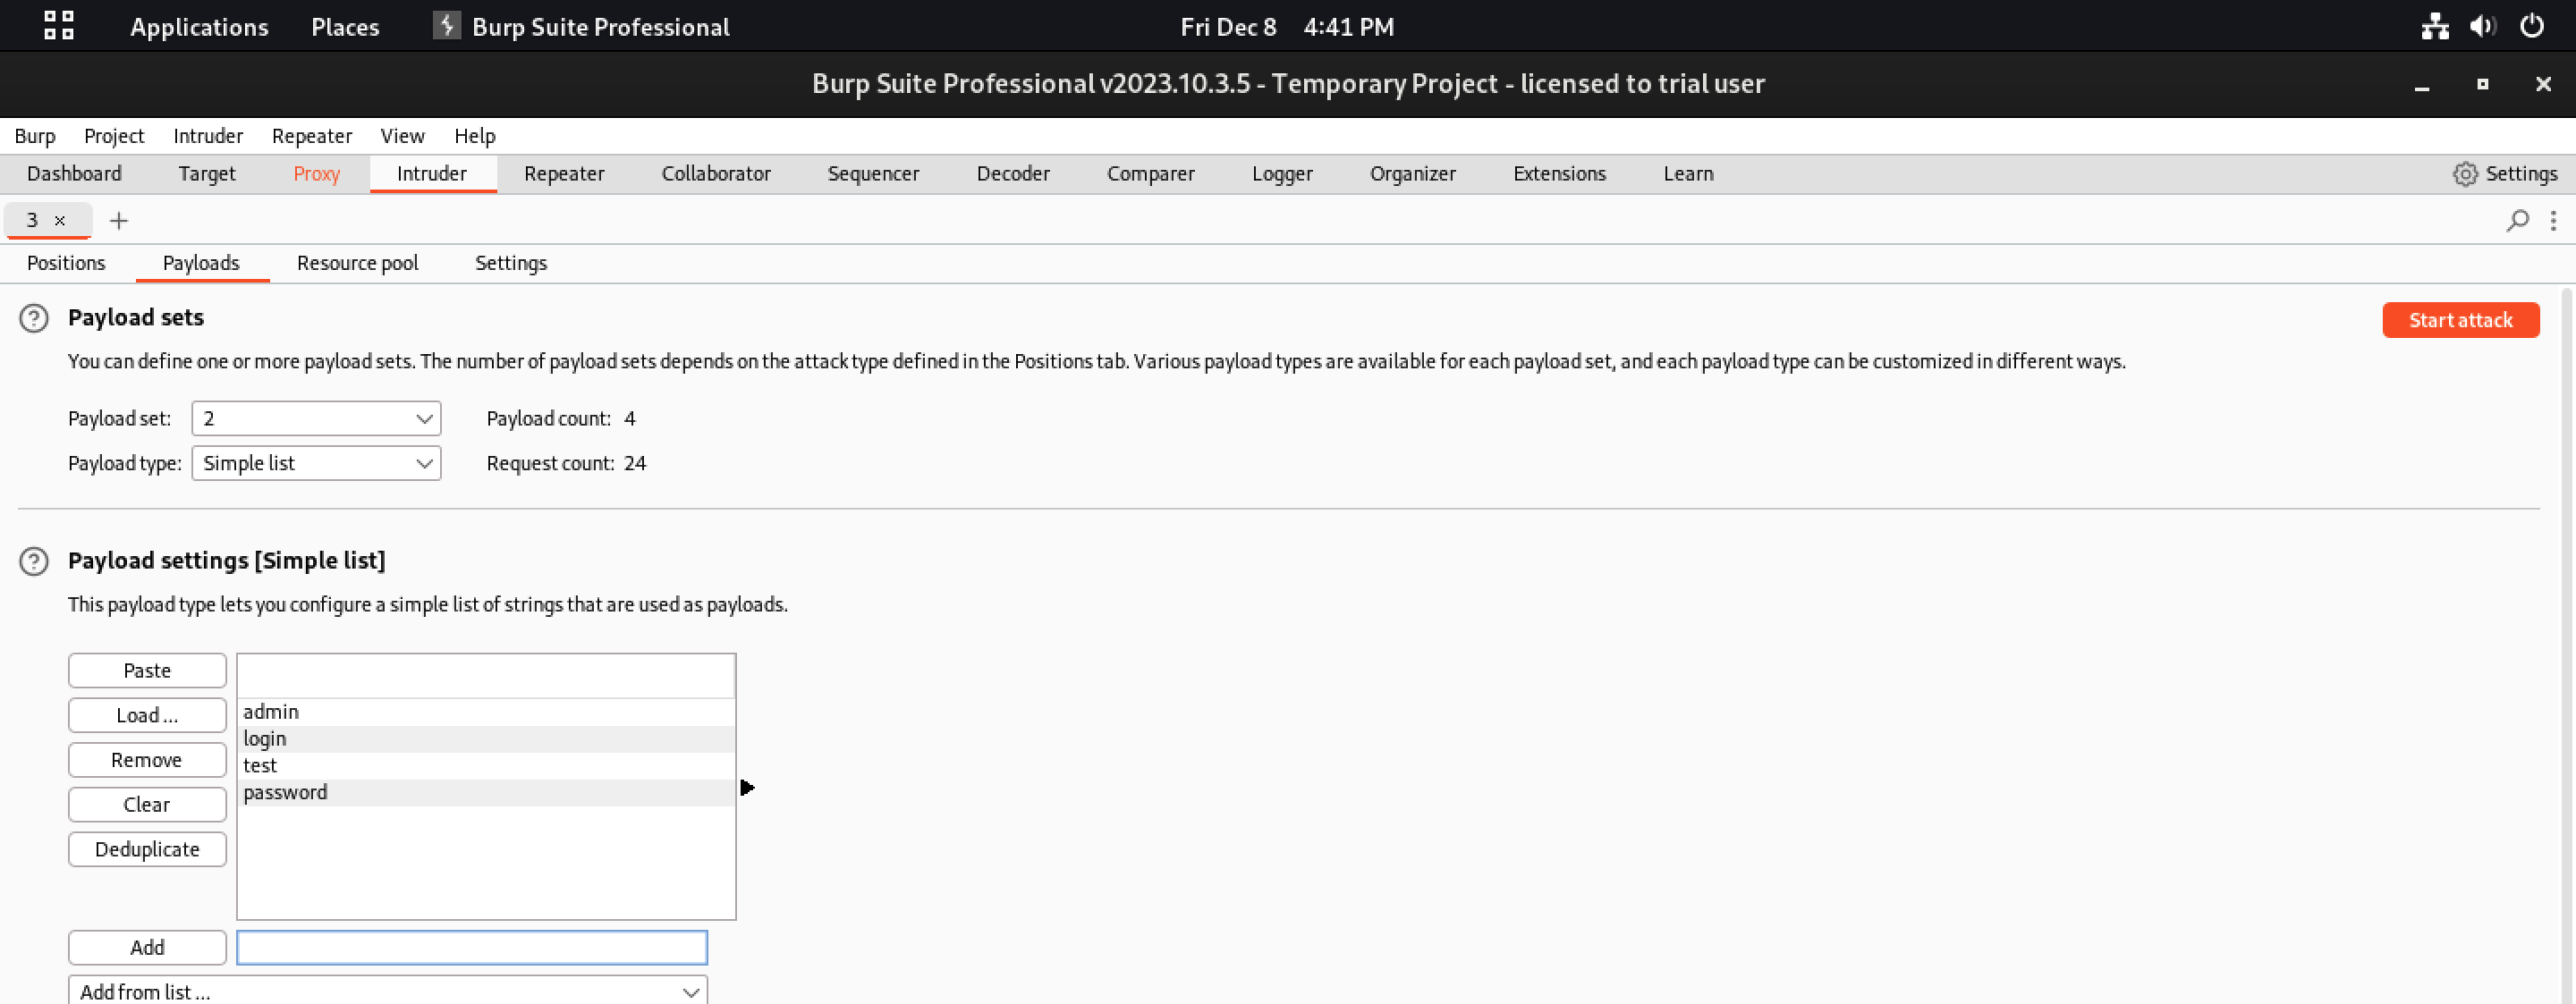 Applications Places Burp Suite Professional Fri Dec 8 4:41 PM
Burp Suite Professional v2023.10.3.5 - Temporary Project - licensed to trial user
Burp Project Intruder Repeater View Help
Dashboard Target Proxy Intruder Repeater Collaborator Sequencer Decoder Comparer Logger Organizer Extensions Learn Settings
3 × +
Positions Payloads Resource pool Settings
? Payload sets Start attack
You can define one or more payload sets. The number of payload sets depends on the attack type defined in the Positions tab. Various payload types are available for each payload set, and each payload type can be customized in different ways.
Payload set: 2 Payload count: 4
Payload type: Simple list Request count: 24
? Payload settings [Simple list]
This payload type lets you configure a simple list of strings that are used as payloads.
Paste
Load ... admin
login
Remove test
password
Clear
Deduplicate
Add
Add from list ...